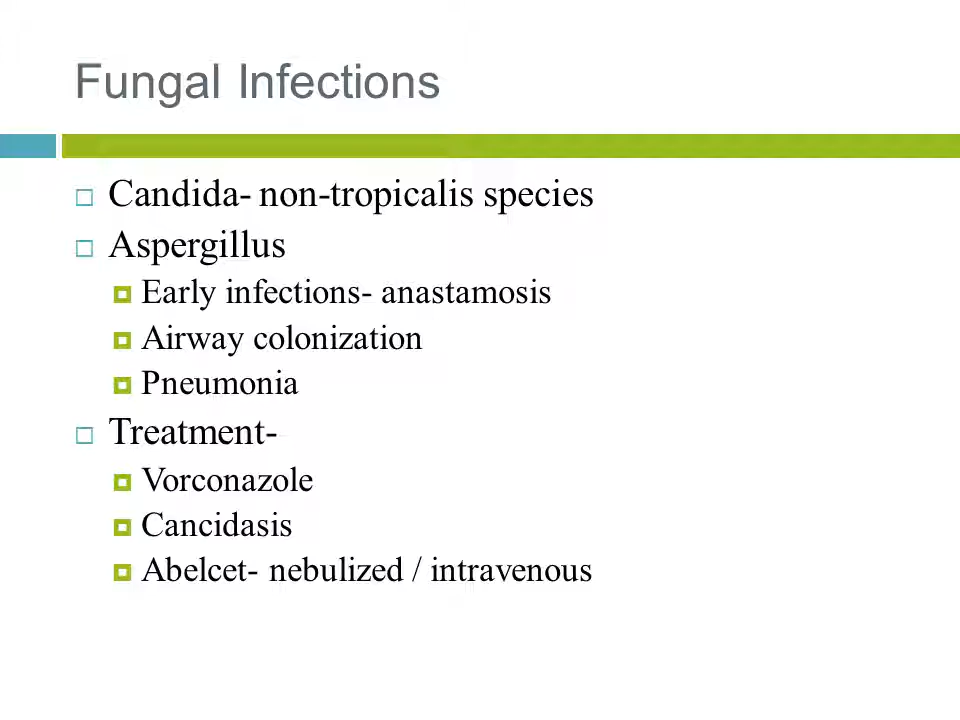 Fungal Infections
Candida- non-tropicalis species
Aspergillus
Early infections- anastamosis
Airway colonization
Pneumonia
Treatment-
Vorconazole
Cancidasis
Abelcet- nebulized / intravenous